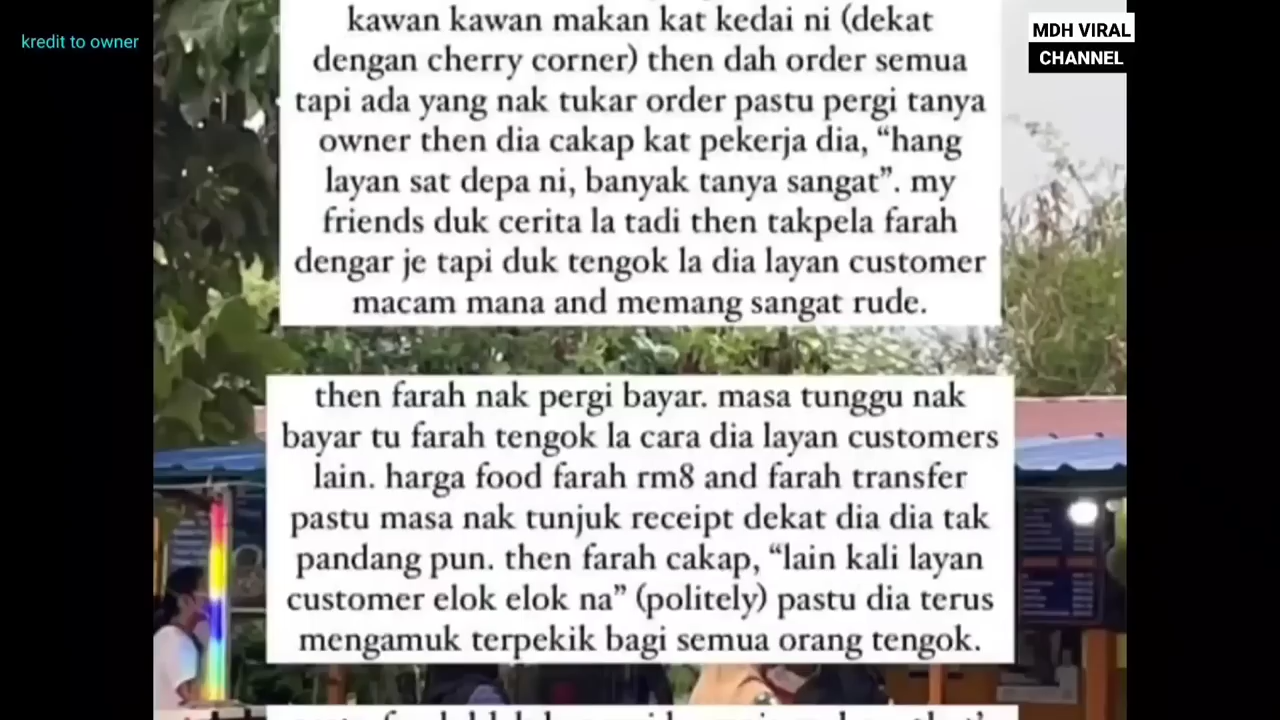 kredit to owner
MDH VIRAL
CHANNEL
kawan kawan makan kat kedai ni (dekat
dengan cherry corner) then dah order semua
tapi ada yang nak tukar order pastu pergi tanya
owner then dia cakap kat pekerja dia, “hang
layan sat depa ni, banyak tanya sangat”. my
friends duk cerita la tadi then takpela farah
dengar je tapi duk tengok la dia layan customer
macam mana and memang sangat rude.
then farah nak pergi bayar. masa tunggu nak
bayar tu farah tengok la cara dia layan customers
lain. harga food farah rm8 and farah transfer
pastu masa nak tunjuk receipt dekat dia dia tak
pandang pun. then farah cakap, “lain kali layan
customer elok elok na” (politely) pastu dia terus
mengamuk terpekik bagi semua orang tengok.